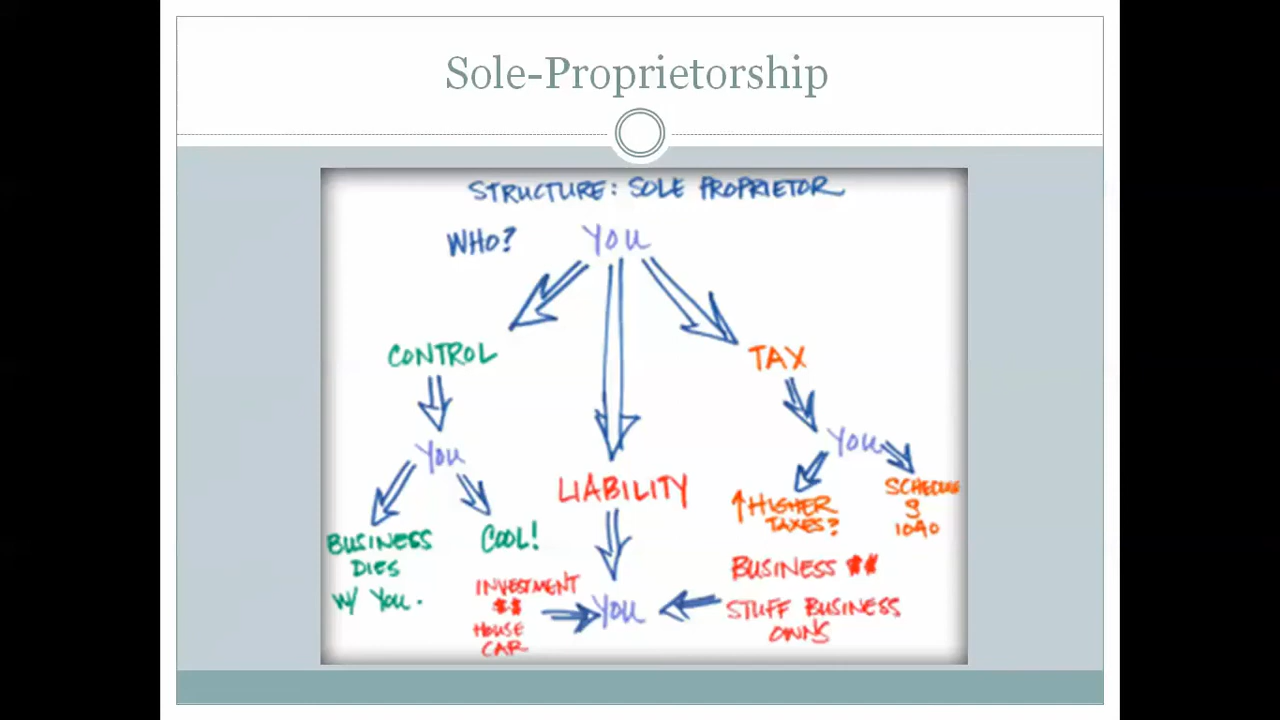 Sole-Proprietorship
STRUCTURE: SOLE PROPRIETOR
WHO? YOU
CONTROL
TAX
YOU
YOU
LIABILITY
↑ HIGHER
TAXES?
SCHEDULE
1040
BUSINESS
DIES
W/ YOU.
COOL!
INVESTMENT
$$
HOUSE
CAR
YOU
BUSINESS $$
STUFF BUSINESS
OWNS